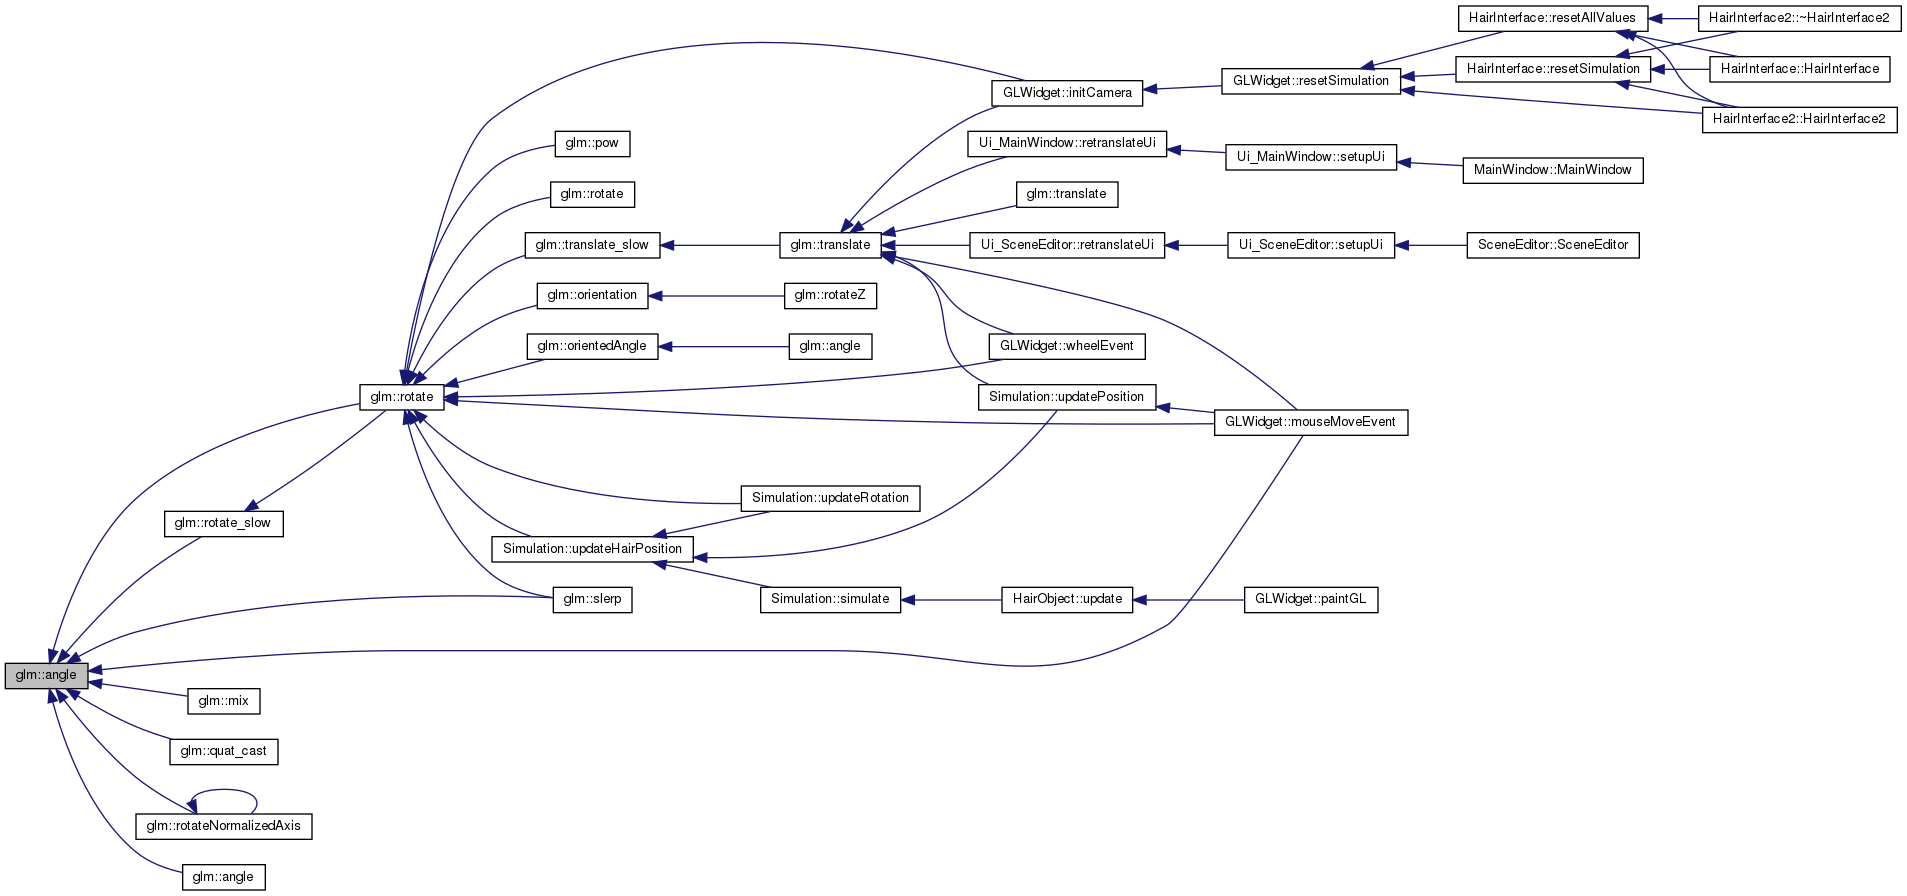 HairInterface::resetAllValues
HairInterface2::~HairInterface2
HairInterface::resetSimulation
HairInterface::HairInterface
GLWidget::resetSimulation
GLWidget::initCamera
HairInterface2::HairInterface2
glm::pow
Ui_MainWindow::retranslateUi
Ui_MainWindow::setupUi
MainWindow::MainWindow
glm::rotate
glm::translate
glm::translate_slow
glm::translate
Ui_SceneEditor::retranslateUi
Ui_SceneEditor::setupUi
SceneEditor::SceneEditor
glm::orientation
glm::rotateZ
glm::orientedAngle
glm::angle
GLWidget::wheelEvent
glm::rotate
Simulation::updatePosition
GLWidget::mouseMoveEvent
Simulation::updateRotation
glm::rotate_slow
Simulation::updateHairPosition
glm::slerp
Simulation::simulate
HairObject::update
GLWidget::paintGL
glm::angle
glm::mix
glm::quat_cast
glm::rotateNormalizedAxis
glm::angle